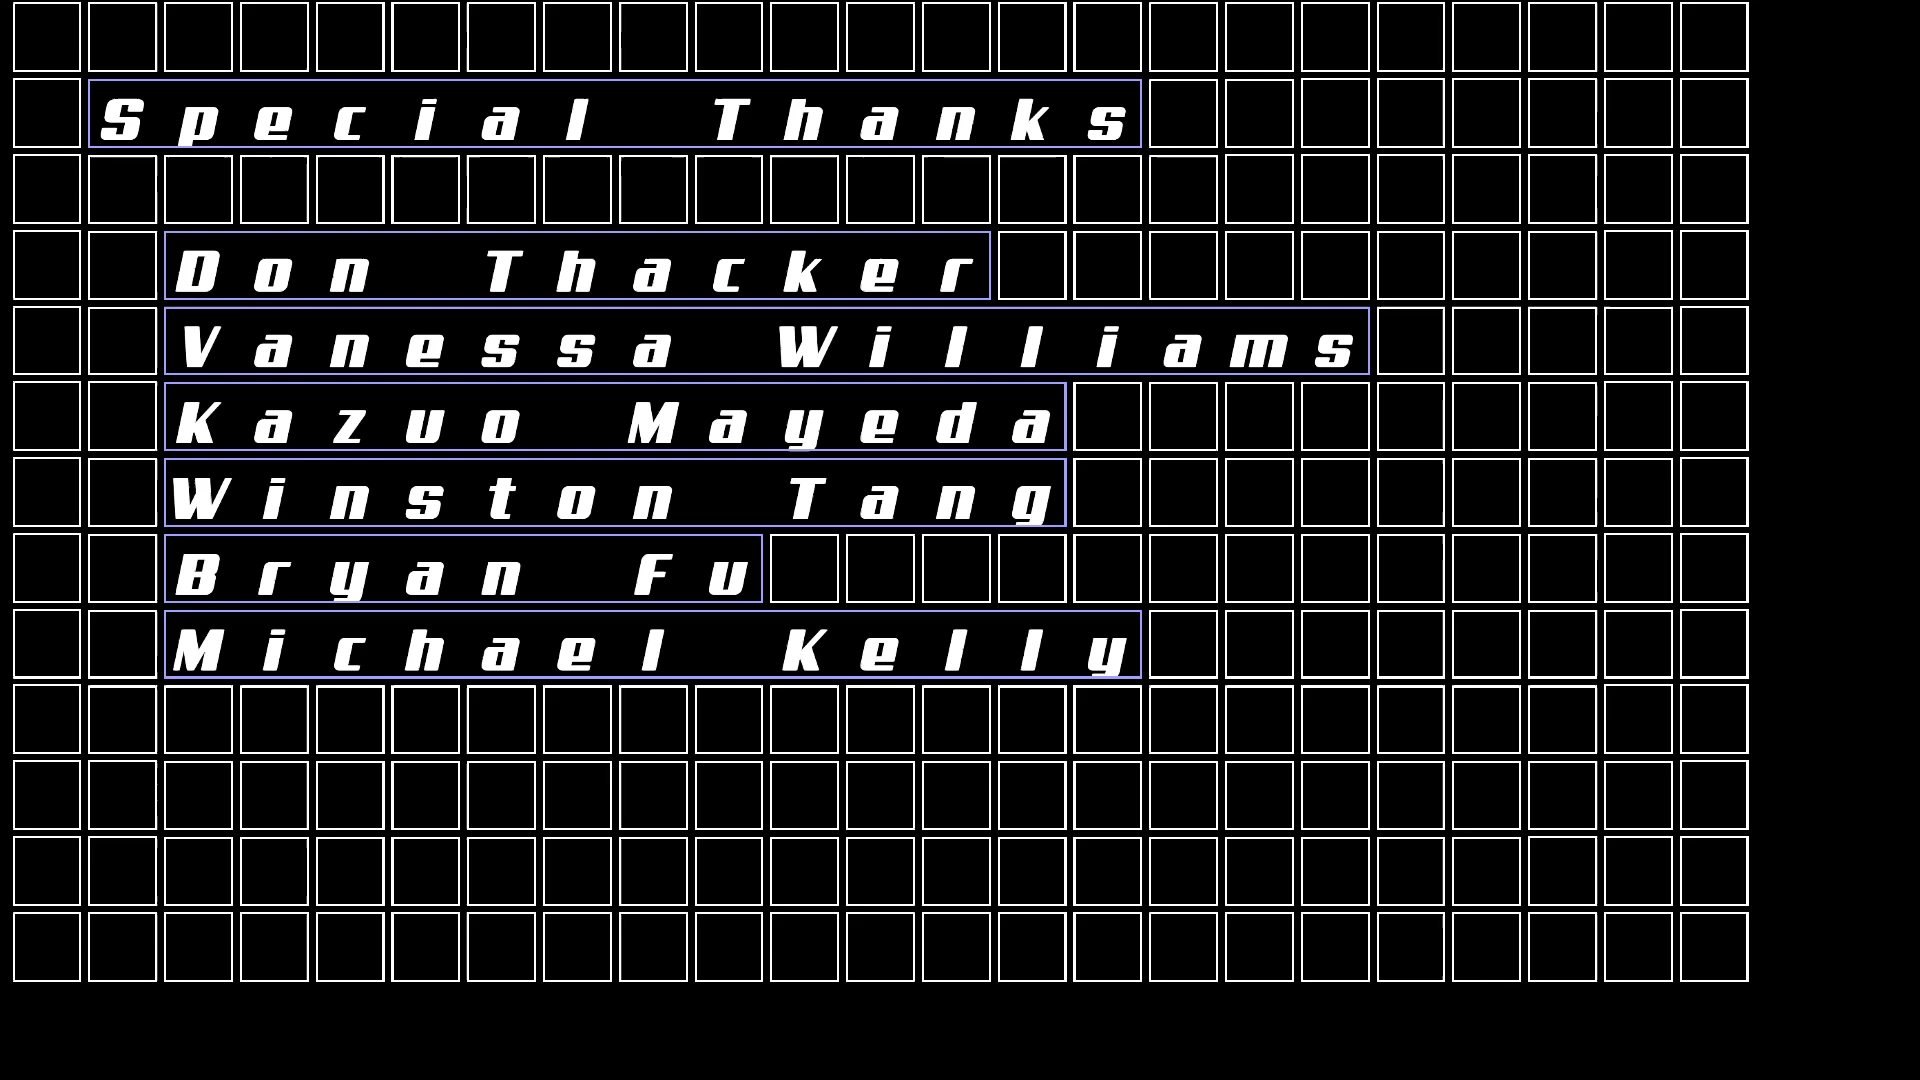 Special Thanks
Don Thacker
Vanessa Williams
Kazuo Mayeda
Winston Tang
Bryan Fu
Michael Kelly